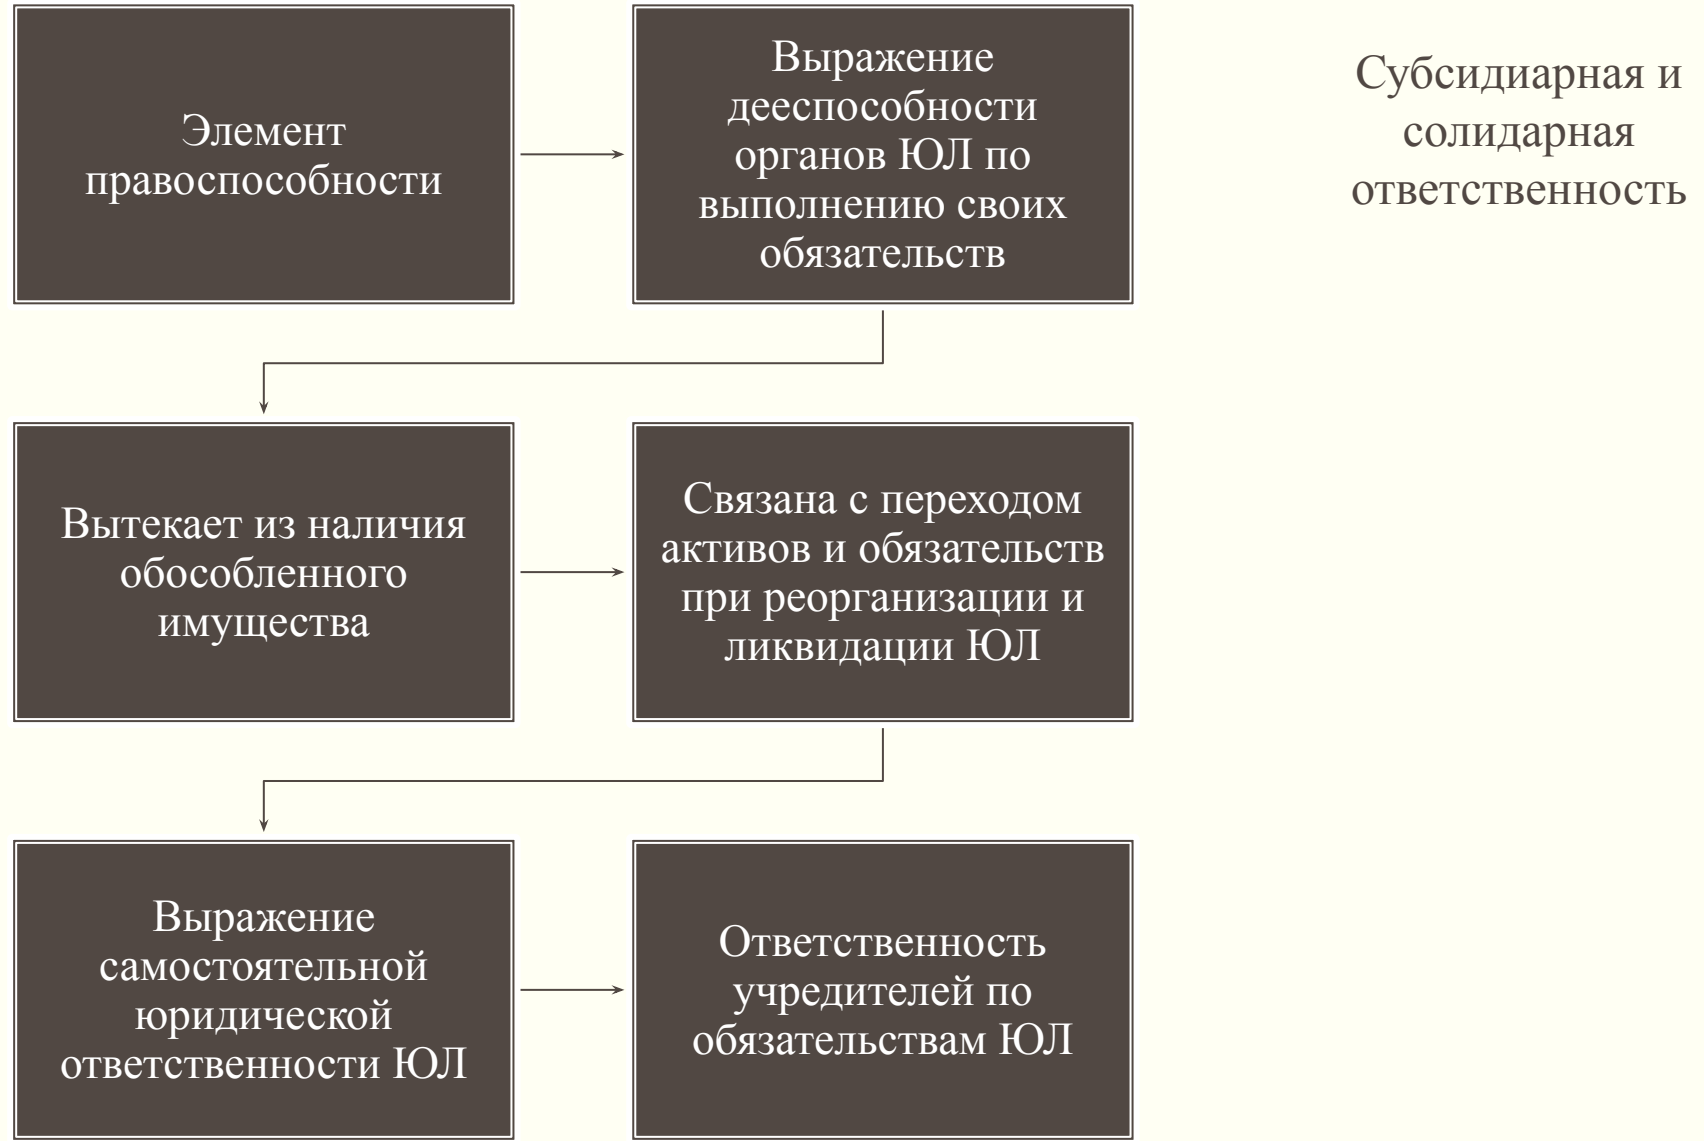 Элемент
правоспособности
Выражение
дееспособности
органов ЮЛ по
выполнению своих
обязательств
Субсидиарная и
солидарная
ответственность
Вытекает из наличия
обособленного
имущества
Связана с переходом
активов и обязательств
при реорганизации и
ликвидации ЮЛ
Выражение
самостоятельной
юридической
ответственности ЮЛ
Ответственность
учредителей по
обязательствам ЮЛ